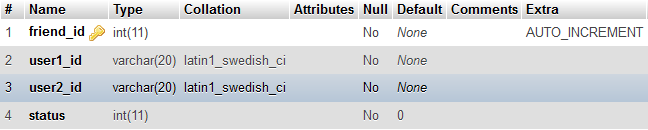 # Name Type Collation Attributes Null Default Comments Extra
1 friend_id int(11) No None AUTO_INCREMENT
2 user1_id varchar(20) latin1_swedish_ci No None
3 user2_id varchar(20) latin1_swedish_ci No None
4 status int(11) No 0